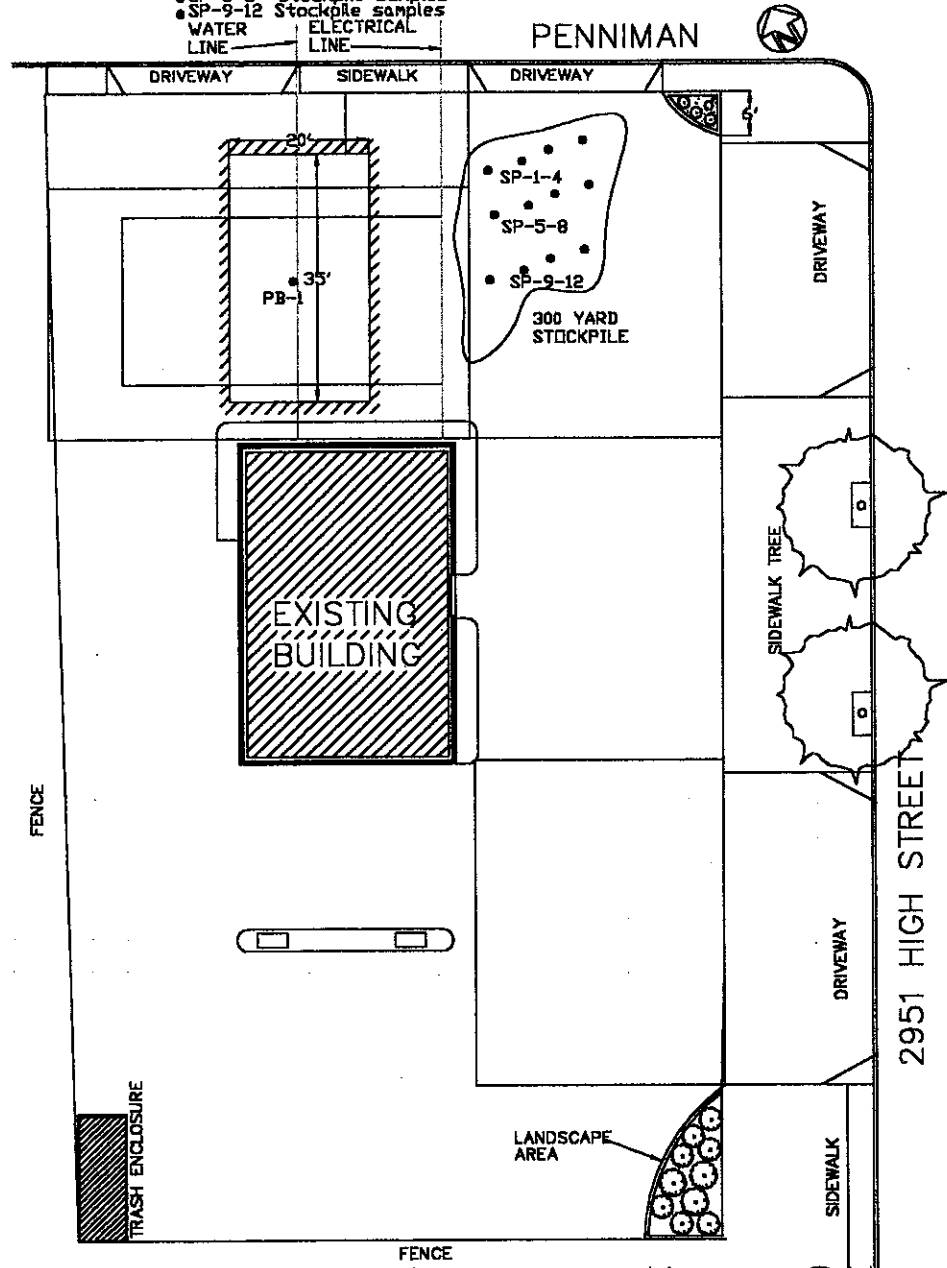 SP-9-12 Stockpile samples
WATER LINE
ELECTRICAL LINE
PENNIMAN
N
DRIVEWAY
SIDEWALK
DRIVEWAY
6'
20'
SP-1-4
SP-5-8
SP-9-12
35'
PB-1
300 YARD
STOCKPILE
DRIVEWAY
EXISTING
BUILDING
SIDEWALK TREE
FENCE
2951 HIGH STREET
DRIVEWAY
TRASH ENCLOSURE
LANDSCAPE
AREA
SIDEWALK
FENCE